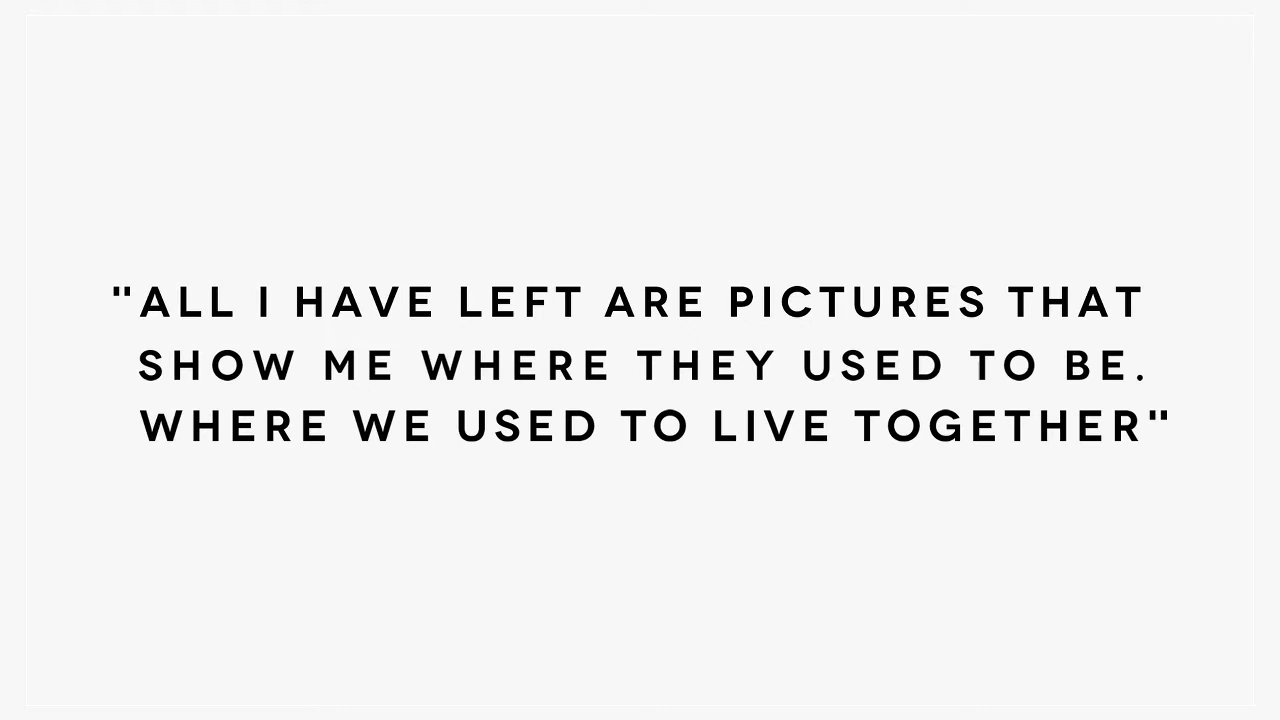 "ALL I HAVE LEFT ARE PICTURES THAT
SHOW ME WHERE THEY USED TO BE.
WHERE WE USED TO LIVE TOGETHER"